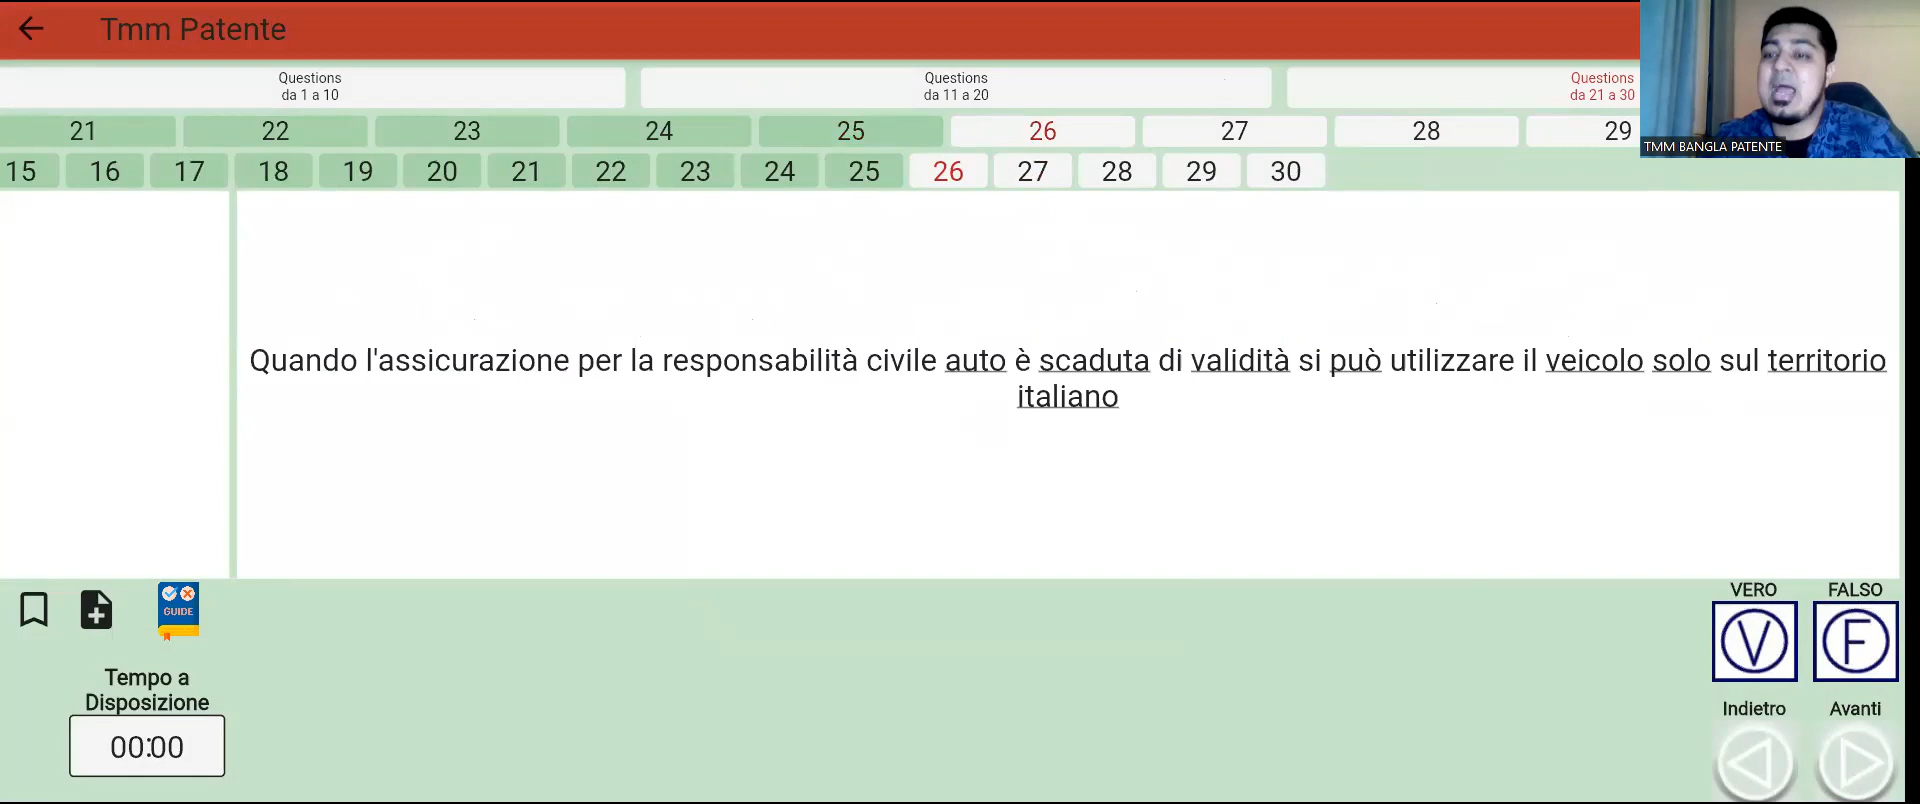 Tmm Patente
Questions
da 1 a 10
Questions
da 11 a 20
Questions
da 21 a 30
21 22 23 24 25 26 27 28 29
TMM BANGLA PATENTE
15 16 17 18 19 20 21 22 23 24 25 26 27 28 29 30
Quando l'assicurazione per la responsabilità civile auto è scaduta di validità si può utilizzare il veicolo solo sul territorio
italiano
GUIDE
VERO FALSO
V F
Tempo a
Disposizione
00:00
Indietro Avanti